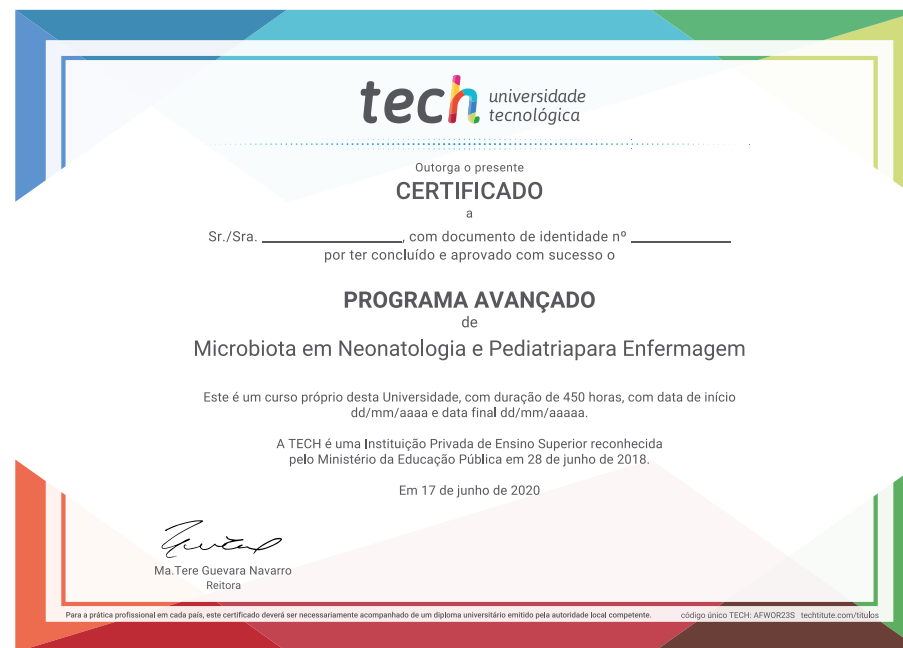 tech universidade
tecnológica
Outorga o presente
CERTIFICADO
a
Sr./Sra. ________________, com documento de identidade nº ____________
por ter concluído e aprovado com sucesso o
PROGRAMA AVANÇADO
de
Microbiota em Neonatologia e Pediatriapara Enfermagem
Este é um curso próprio desta Universidade, com duração de 450 horas, com data de início
dd/mm/aaaa e data final dd/mm/aaaaa.
A TECH é uma Instituição Privada de Ensino Superior reconhecida
pelo Ministério da Educação Pública em 28 de junho de 2018.
Em 17 de junho de 2020
Ma.Tere Guevara Navarro
Reitora
Para a prática profissional em cada país, este certificado deverá ser necessariamente acompanhado de um diploma universitário emitido pela autoridade local competente. código único TECH: AFWOR23S techtitute.com/titulos